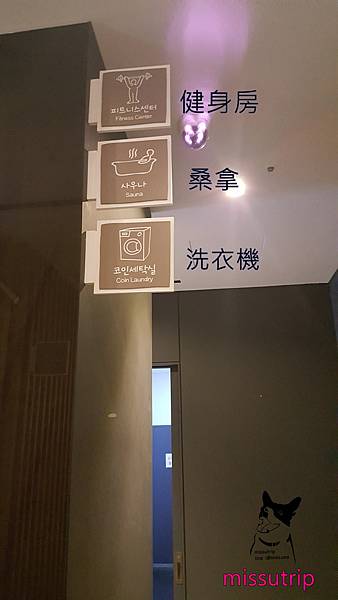 피트니스센터
Fitness Center
健身房
사우나
Sauna
桑拿
코인세탁실
Coin Laundry
洗衣機
missutrip
missutrip